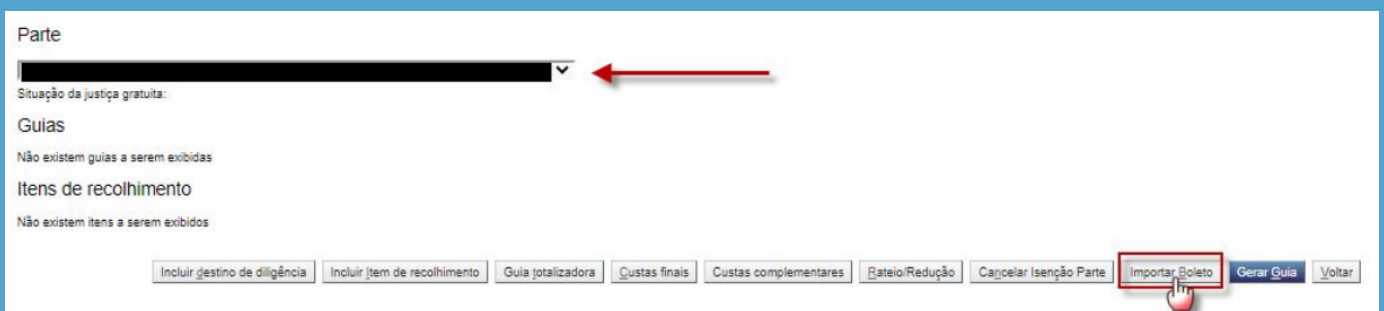 Parte
Situação da justiça gratuita:
Guias
Não existem guias a serem exibidas
Itens de recolhimento
Não existem itens a serem exibidos
Incluir destino de diligência Incluir Item de recolhimento Guia totalizadora Custas finais Custas complementares Rateio/Redução Cancelar Isenção Parte Importar Boleto Gerar Guia Voltar